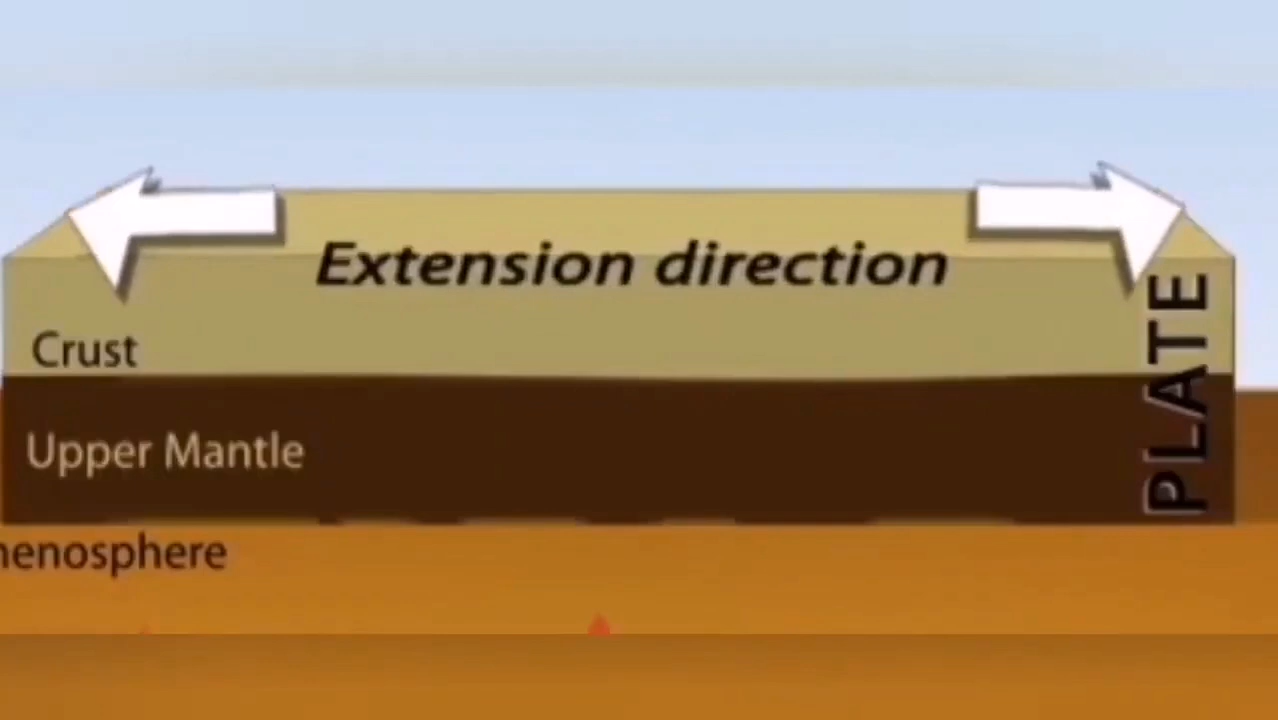 Extension direction
PLATE
Crust
Upper Mantle
henosphere